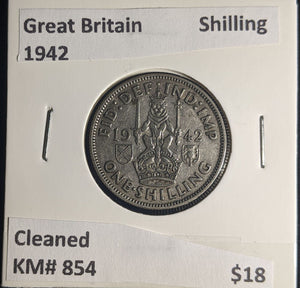 Great Britain Shilling
1942
FID:DEF:IND:IMP
19 42
ONE·SHILLING
Cleaned
KM# 854 $18